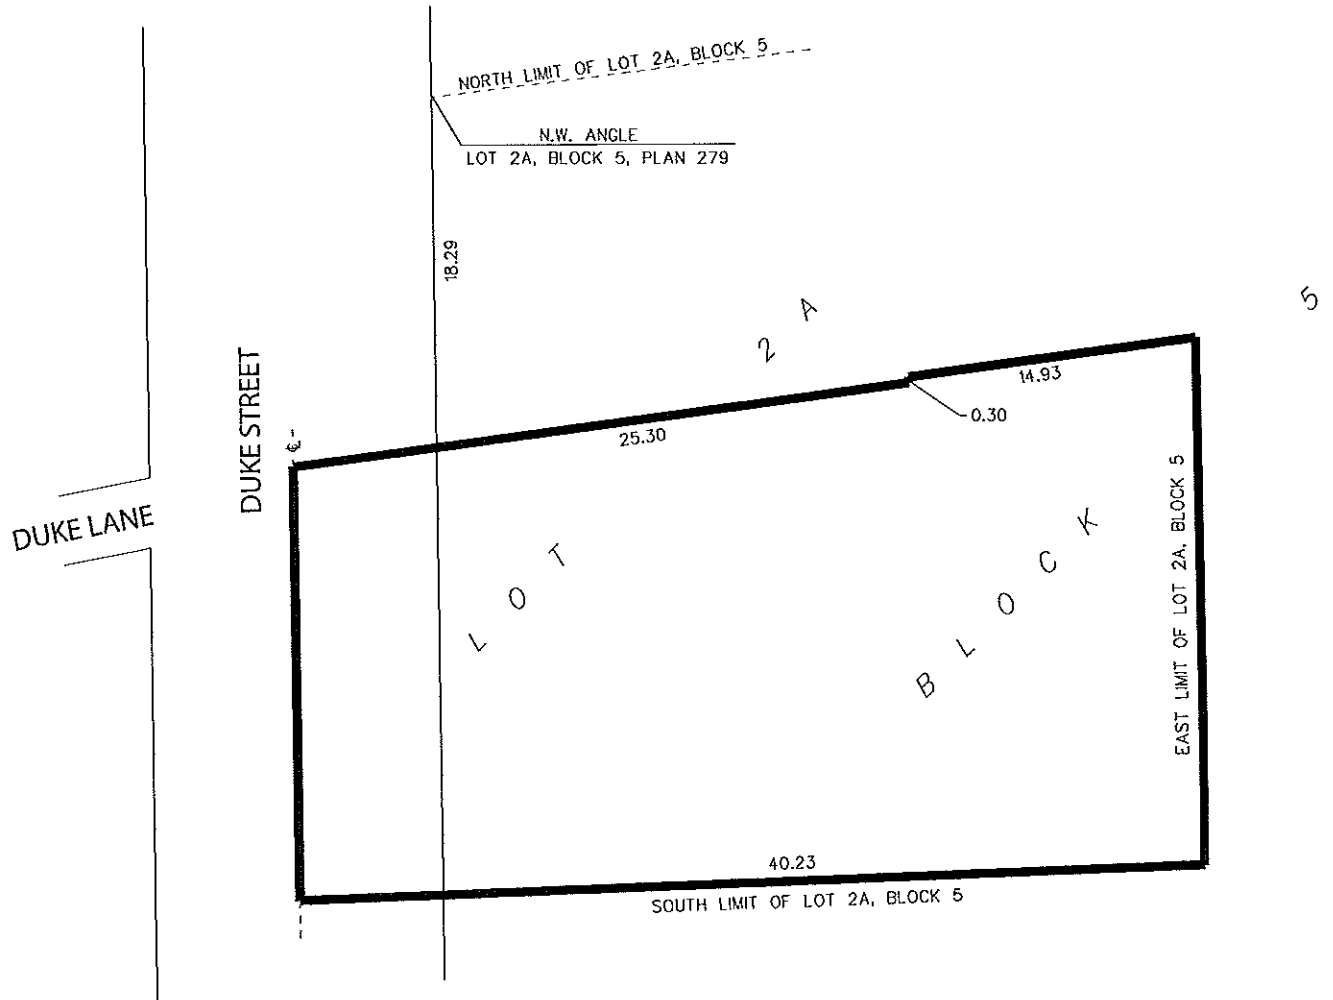 NORTH LIMIT OF LOT 2A, BLOCK 5
N.W. ANGLE
LOT 2A, BLOCK 5, PLAN 279
18.29
2 A
5
DUKE STREET
℄
14.93
0.30
25.30
DUKE LANE
LOT
BLOCK
EAST LIMIT OF LOT 2A, BLOCK 5
40.23
SOUTH LIMIT OF LOT 2A, BLOCK 5